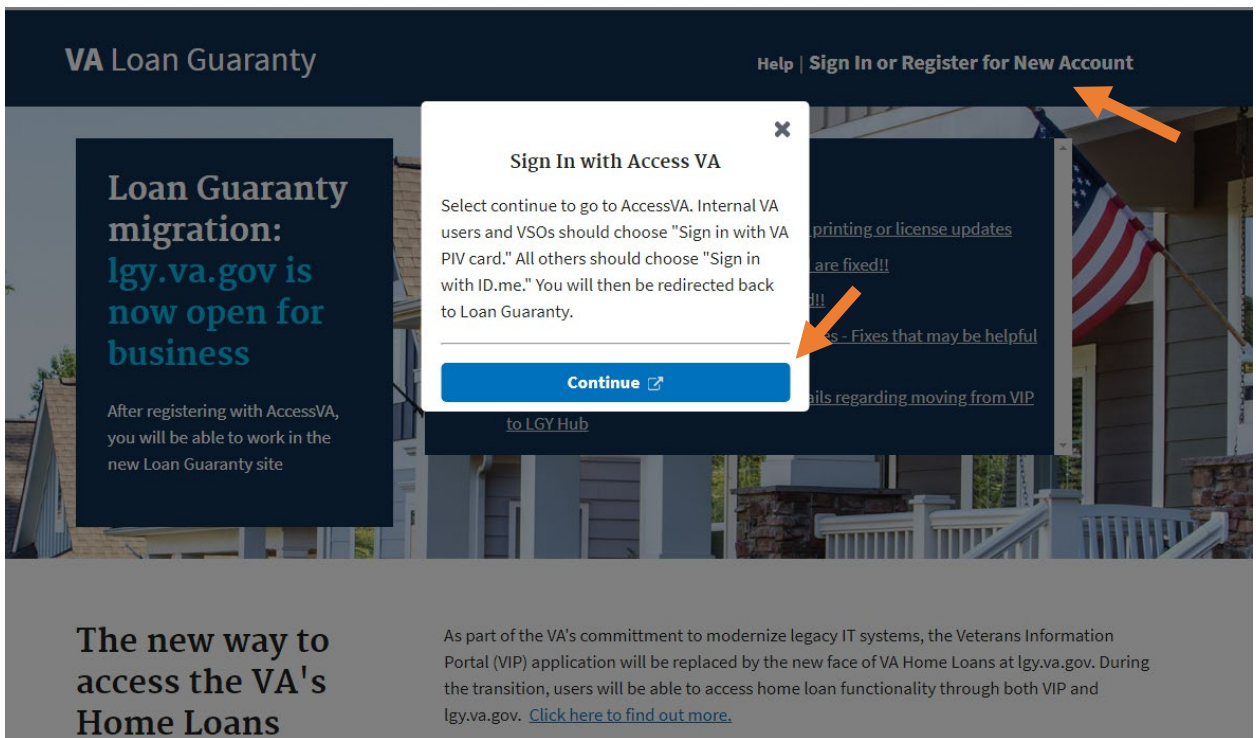 VA Loan Guaranty
Help | Sign In or Register for New Account
Loan Guaranty
migration:
lgy.va.gov is
now open for
business
After registering with AccessVA,
you will be able to work in the
new Loan Guaranty site
Sign In with Access VA
Select continue to go to AccessVA. Internal VA
users and VSOs should choose "Sign in with VA
PIV card." All others should choose "Sign in
with ID.me." You will then be redirected back
to Loan Guaranty.
Continue
printing or license updates
are fixed!!
- Fixes that may be helpful
regarding moving from VIP
to LGY Hub
The new way to
access the VA's
Home Loans
As part of the VA's committment to modernize legacy IT systems, the Veterans Information
Portal (VIP) application will be replaced by the new face of VA Home Loans at lgy.va.gov. During
the transition, users will be able to access home loan functionality through both VIP and
lgy.va.gov. Click here to find out more.